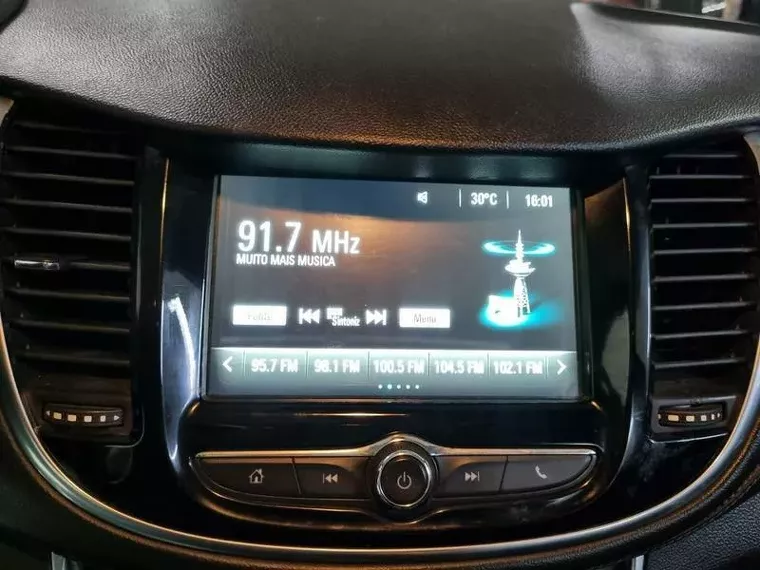 30°C 16:01
91.7 MHz
MUITO MAIS MUSICA
Fonte Sintoniz Menu
95.7 FM 98.1 FM 100.5 FM 104.5 FM 102.1 FM